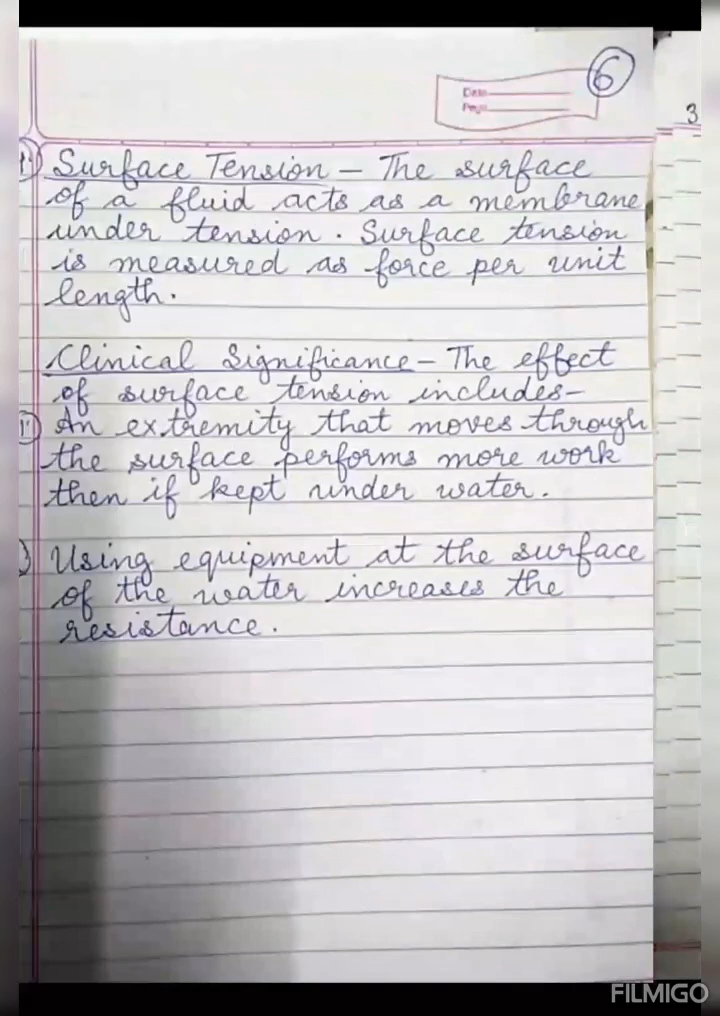 6
Date
Page
3
Surface Tension – The surface
of a fluid acts as a membrane
under tension. Surface tension
is measured as force per unit
length.
Clinical Significance – The effect
of surface tension includes –
An extremity that moves through
the surface performs more work
then if kept under water.
Using equipment at the surface
of the water increases the
resistance.
FILMIGO